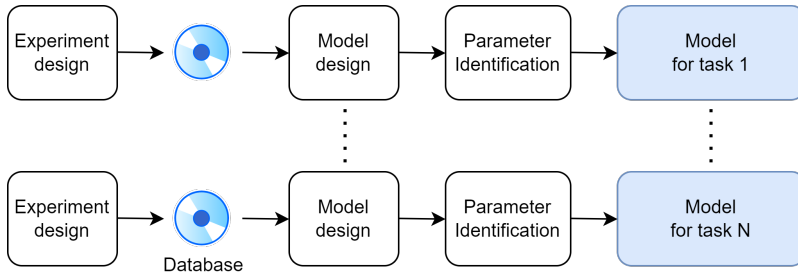 Experiment
design
Model
design
Parameter
Identification
Model
for task 1
Experiment
design
Database
Model
design
Parameter
Identification
Model
for task N